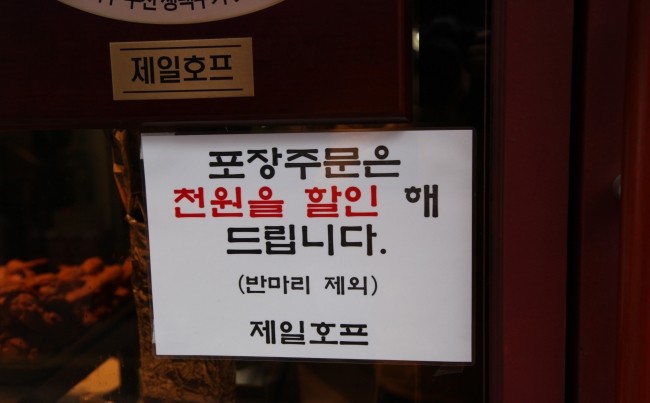 제일호프
포장주문은
천원을 할인 해
드립니다.
(반마리 제외)
제일호프